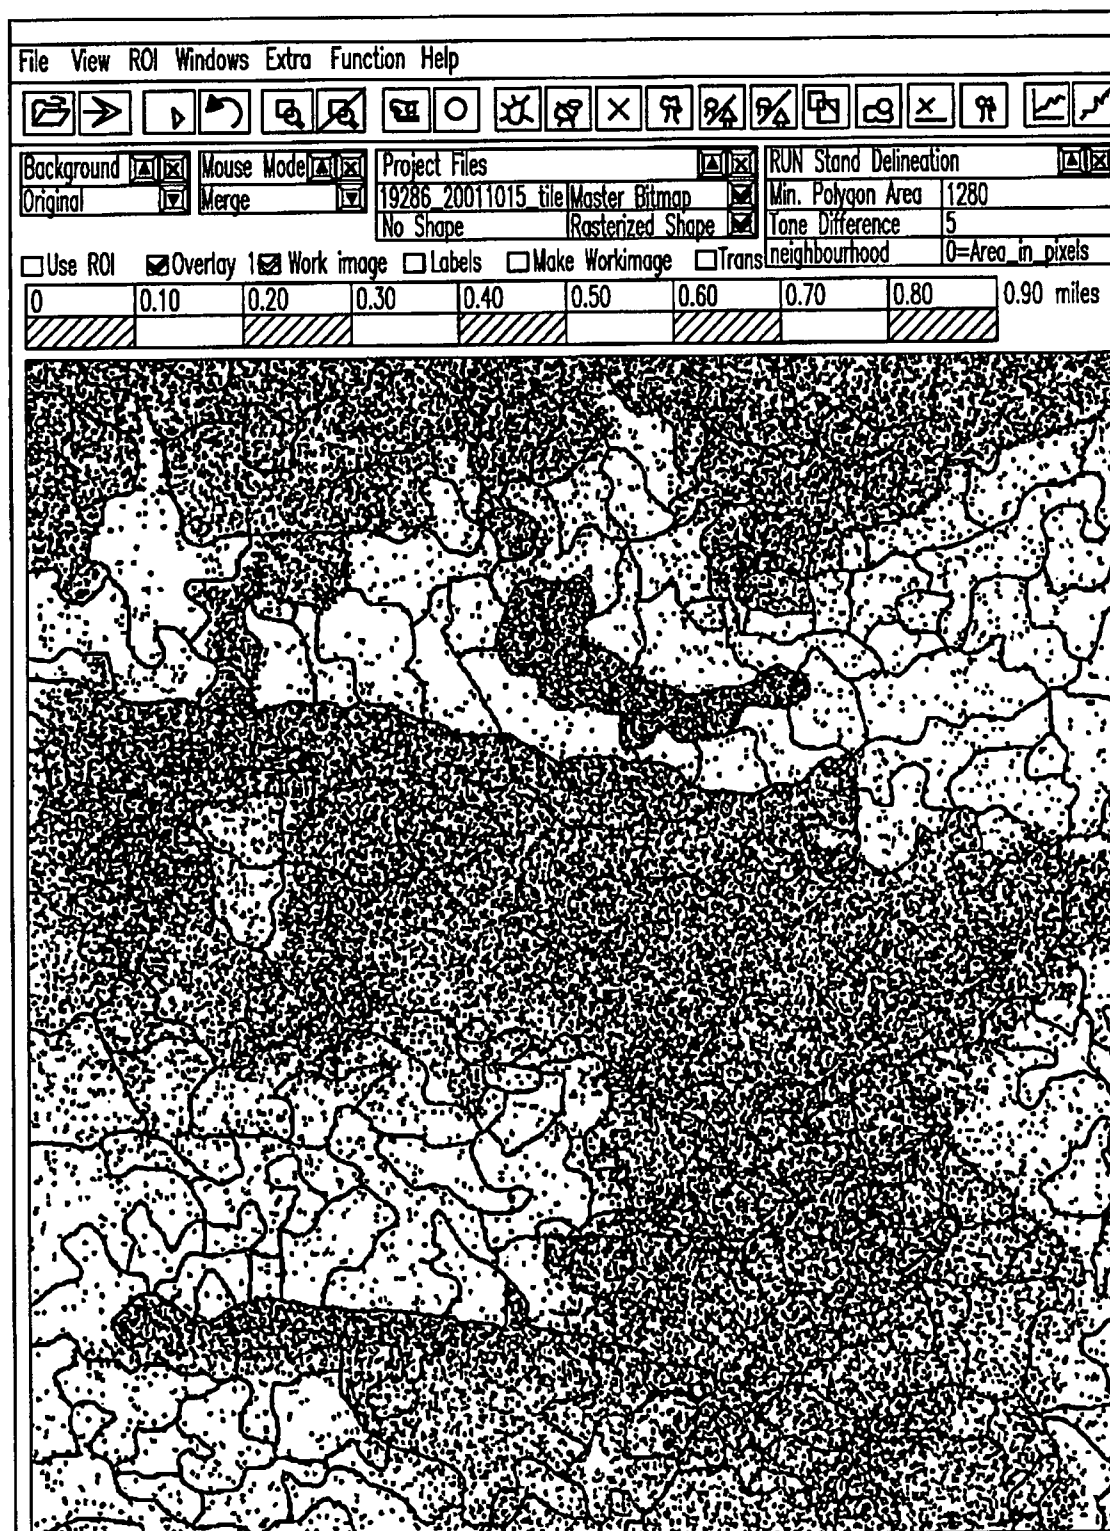 File View ROI Windows Extra Function Help
Background Mouse Mode Project Files RUN Stand Delineation
Original Merge 19286_20011015_tile Master Bitmap Min. Polygon Area 1280
No Shape Rasterized Shape Tone Difference 5
Use ROI Overlay 1 Work image Labels Make Workimage Trans neighbourhood 0=Area_in_pixels
0 0.10 0.20 0.30 0.40 0.50 0.60 0.70 0.80 0.90 miles